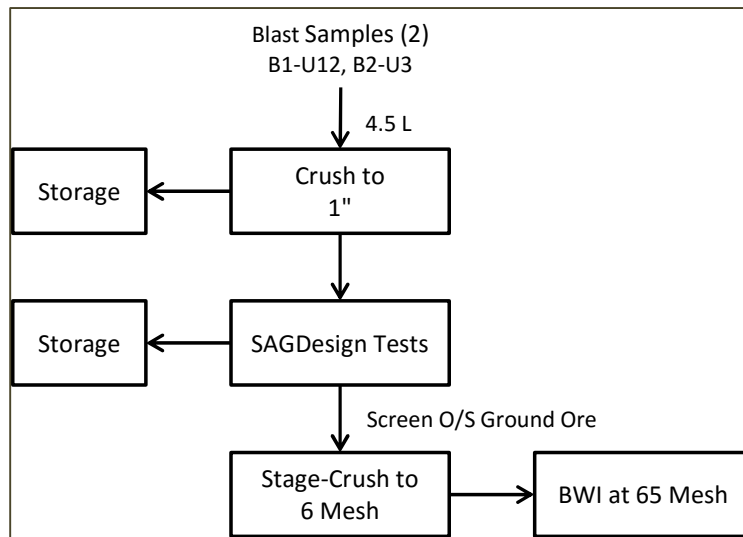 Blast Samples (2)
B1-U12, B2-U3
4.5 L
Storage
Crush to
1"
Storage
SAGDesign Tests
Screen O/S Ground Ore
Stage-Crush to
6 Mesh
BWI at 65 Mesh